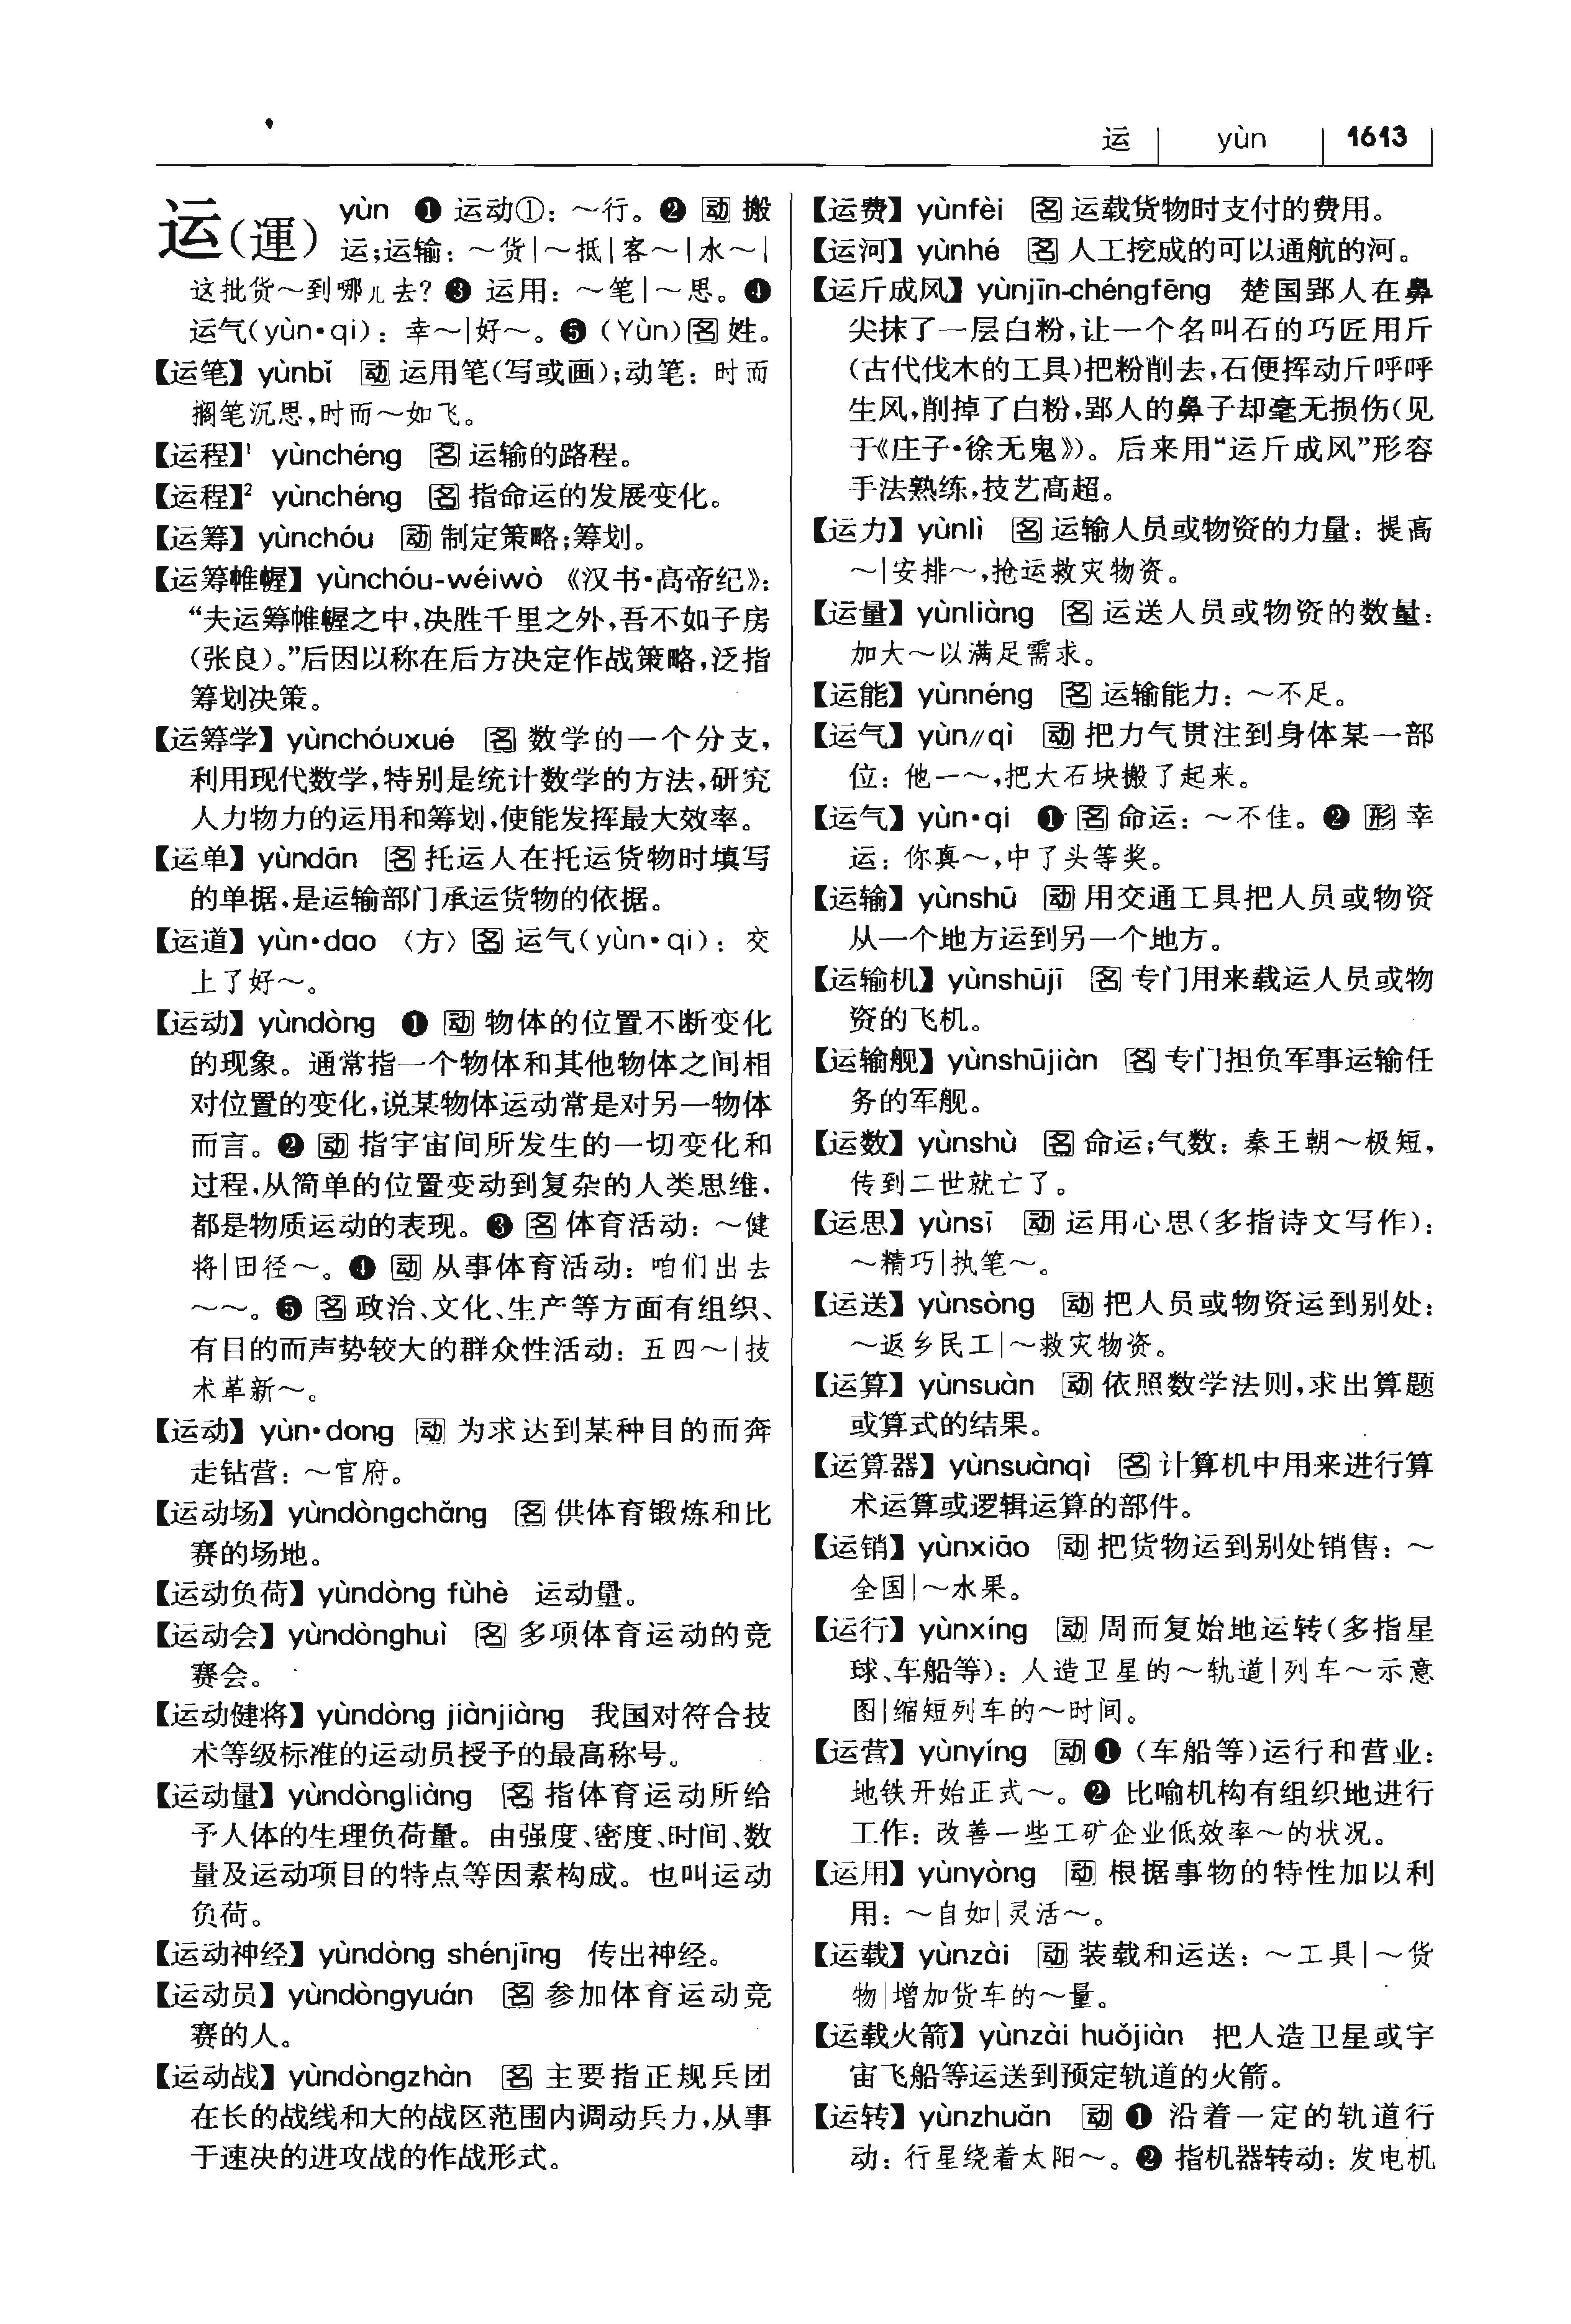 运 yùn 1613
运(運) yùn ❶ 运动①：～行。❷ 动 搬
运;运输：～货|～抵|客～|水～|
这批货～到哪儿去? ❸ 运用：～笔|～思。❹
运气(yùn•qi)：幸～|好～。❺ (Yùn)名 姓。
【运笔】yùnbǐ 动 运用笔(写或画);动笔：时而
搁笔沉思,时而～如飞。
【运程】¹ yùnchéng 名 运输的路程。
【运程】² yùnchéng 名 指命运的发展变化。
【运筹】yùnchóu 动 制定策略;筹划。
【运筹帷幄】yùnchóu-wéiwò 《汉书•高帝纪》：
“夫运筹帷幄之中,决胜千里之外,吾不如子房
(张良)。”后因以称在后方决定作战策略,泛指
筹划决策。
【运筹学】yùnchóuxué 名 数学的一个分支,
利用现代数学,特别是统计数学的方法,研究
人力物力的运用和筹划,使能发挥最大效率。
【运单】yùndān 名 托运人在托运货物时填写
的单据,是运输部门承运货物的依据。
【运道】yùn•dao 〈方〉名 运气(yùn•qi)：交
上了好～。
【运动】yùndòng ❶ 动 物体的位置不断变化
的现象。通常指一个物体和其他物体之间相
对位置的变化,说某物体运动常是对另一物体
而言。❷ 动 指宇宙间所发生的一切变化和
过程,从简单的位置变动到复杂的人类思维,
都是物质运动的表现。❸ 名 体育活动：～健
将|田径～。❹ 动 从事体育活动：咱们出去
～～。❺ 名 政治、文化、生产等方面有组织、
有目的而声势较大的群众性活动：五四～|技
术革新～。
【运动】yùn•dong 动 为求达到某种目的而奔
走钻营：～官府。
【运动场】yùndòngchǎng 名 供体育锻炼和比
赛的场地。
【运动负荷】yùndòng fùhè 运动量。
【运动会】yùndònghuì 名 多项体育运动的竞
赛会。
【运动健将】yùndòng jiànjiàng 我国对符合技
术等级标准的运动员授予的最高称号。
【运动量】yùndòngliàng 名 指体育运动所给
予人体的生理负荷量。由强度、密度、时间、数
量及运动项目的特点等因素构成。也叫运动
负荷。
【运动神经】yùndòng shénjīng 传出神经。
【运动员】yùndòngyuán 名 参加体育运动竞
赛的人。
【运动战】yùndòngzhàn 名 主要指正规兵团
在长的战线和大的战区范围内调动兵力,从事
于速决的进攻战的作战形式。
【运费】yùnfèi 名 运载货物时支付的费用。
【运河】yùnhé 名 人工挖成的可以通航的河。
【运斤成风】yùnjīn-chéngfēng 楚国郢人在鼻
尖抹了一层白粉,让一个名叫石的巧匠用斤
(古代伐木的工具)把粉削去,石便挥动斤呼呼
生风,削掉了白粉,郢人的鼻子却毫无损伤(见
于《庄子•徐无鬼》)。后来用“运斤成风”形容
手法熟练,技艺高超。
【运力】yùnlì 名 运输人员或物资的力量：提高
～|安排～,抢运救灾物资。
【运量】yùnliàng 名 运送人员或物资的数量：
加大～以满足需求。
【运能】yùnnéng 名 运输能力：～不足。
【运气】yùn∥qì 动 把力气贯注到身体某一部
位：他一～,把大石块搬了起来。
【运气】yùn•qi ❶ 名 命运：～不佳。❷ 形 幸
运：你真～,中了头等奖。
【运输】yùnshū 动 用交通工具把人员或物资
从一个地方运到另一个地方。
【运输机】yùnshūjī 名 专门用来载运人员或物
资的飞机。
【运输舰】yùnshūjiàn 名 专门担负军事运输任
务的军舰。
【运数】yùnshù 名 命运;气数：秦王朝～极短,
传到二世就亡了。
【运思】yùnsī 动 运用心思(多指诗文写作)：
～精巧|执笔～。
【运送】yùnsòng 动 把人员或物资运到别处：
～返乡民工|～救灾物资。
【运算】yùnsuàn 动 依照数学法则,求出算题
或算式的结果。
【运算器】yùnsuànqì 名 计算机中用来进行算
术运算或逻辑运算的部件。
【运销】yùnxiāo 动 把货物运到别处销售：～
全国|～水果。
【运行】yùnxíng 动 周而复始地运转(多指星
球、车船等)：人造卫星的～轨道|列车～示意
图|缩短列车的～时间。
【运营】yùnyíng 动 ❶ (车船等)运行和营业：
地铁开始正式～。❷ 比喻机构有组织地进行
工作：改善一些工矿企业低效率～的状况。
【运用】yùnyòng 动 根据事物的特性加以利
用：～自如|灵活～。
【运载】yùnzài 动 装载和运送：～工具|～货
物|增加货车的～量。
【运载火箭】yùnzài huǒjiàn 把人造卫星或宇
宙飞船等运送到预定轨道的火箭。
【运转】yùnzhuǎn 动 ❶ 沿着一定的轨道行
动：行星绕着太阳～。❷ 指机器转动：发电机